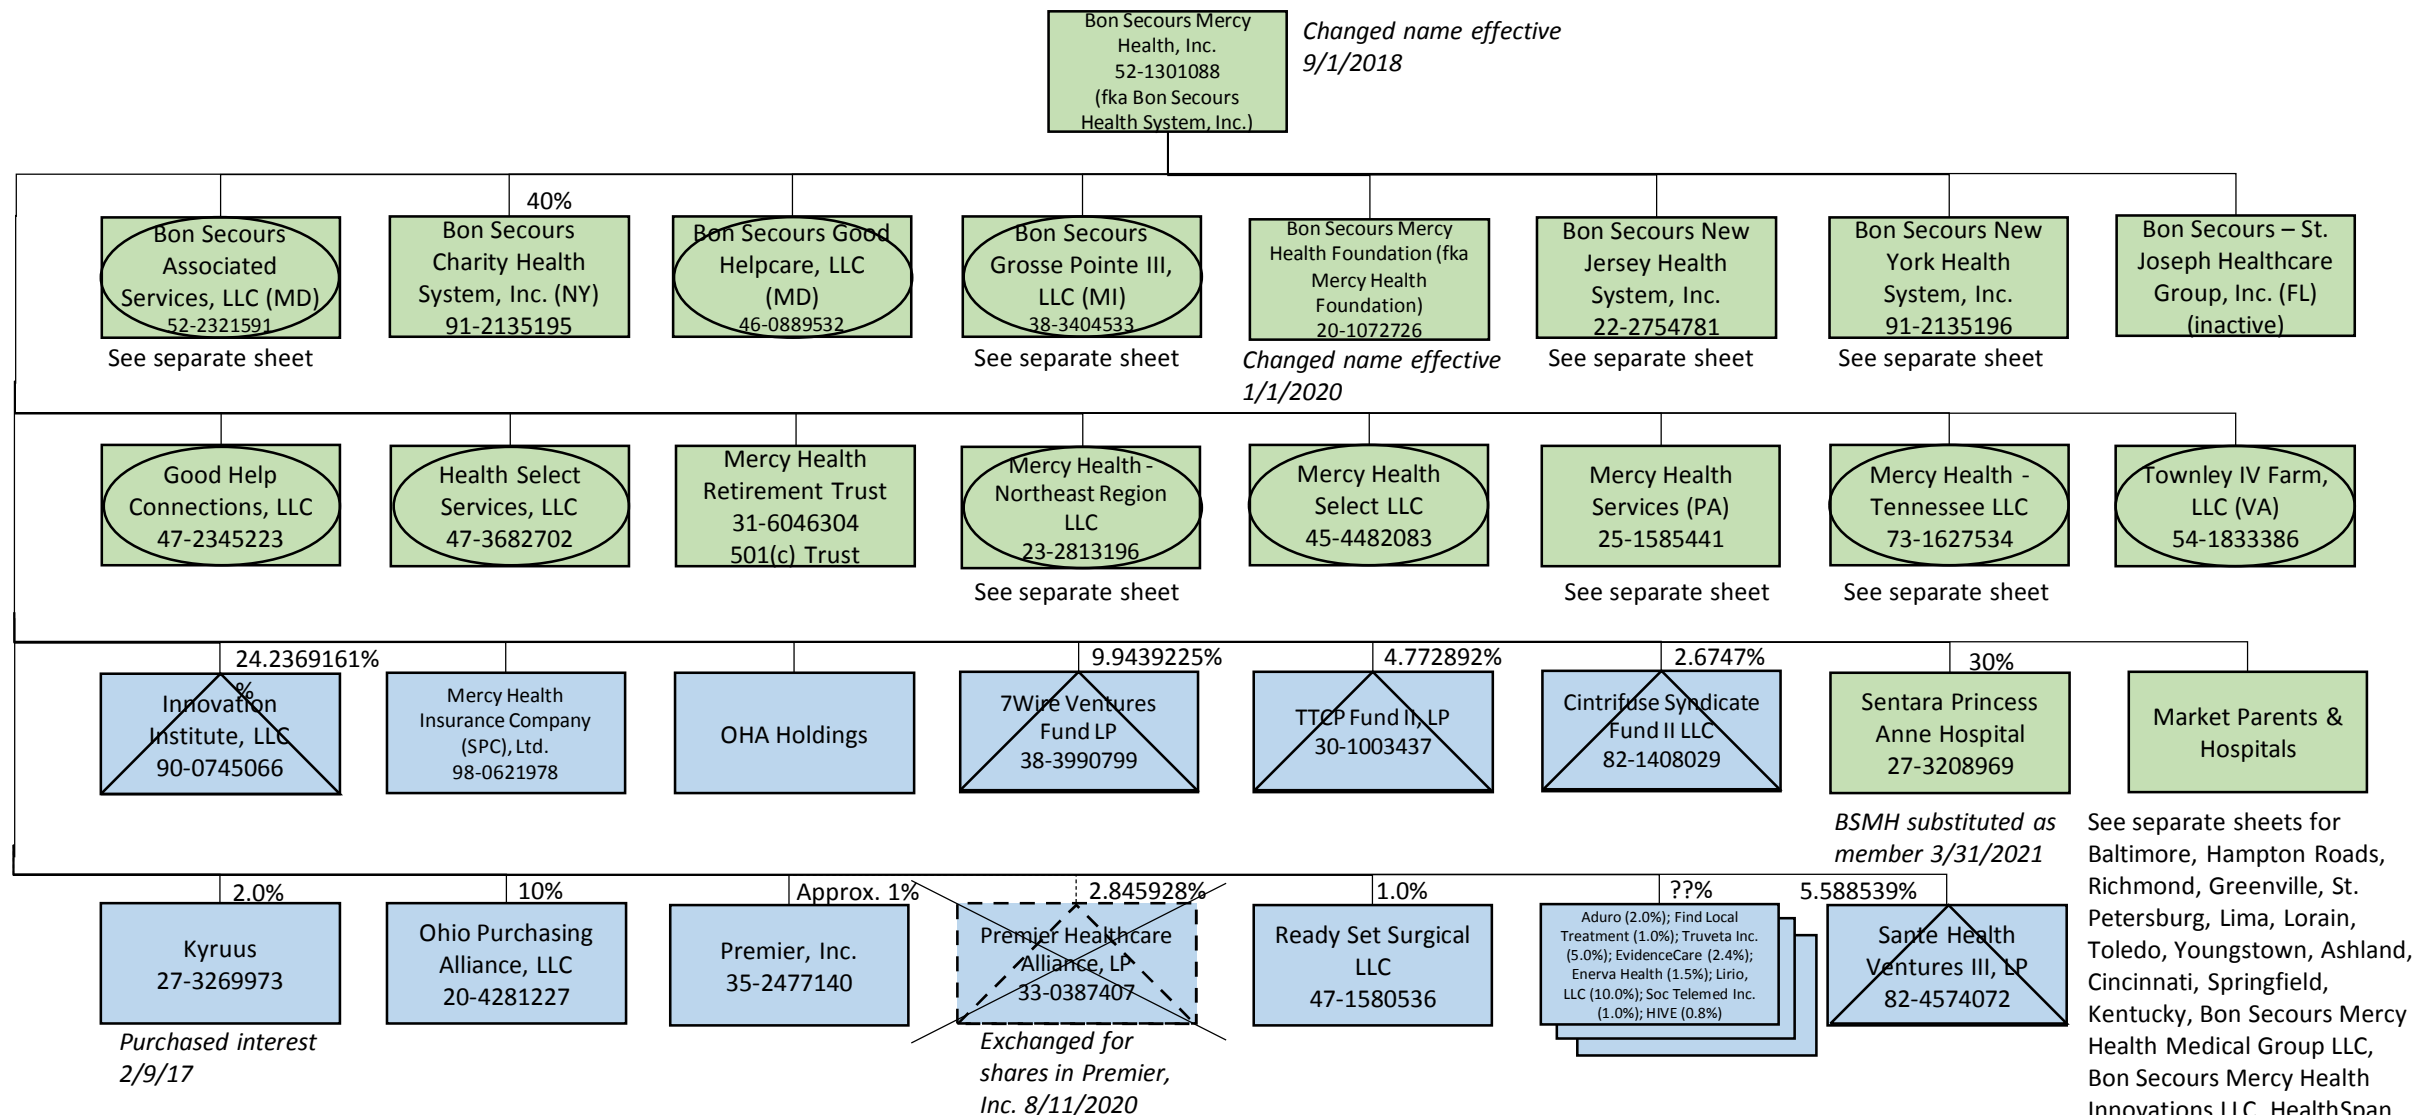 Bon Secours Mercy
Health, Inc.
52-1301088
(fka Bon Secours
Health System, Inc.)
Changed name effective
9/1/2018
Bon Secours
Associated
Services, LLC (MD)
52-2321591
See separate sheet
40%
Bon Secours
Charity Health
System, Inc. (NY)
91-2135195
Bon Secours Good
Helpcare, LLC
(MD)
46-0889532
Bon Secours
Grosse Pointe III,
LLC (MI)
38-3404533
See separate sheet
Bon Secours Mercy
Health Foundation (fka
Mercy Health
Foundation)
20-1072726
Changed name effective
1/1/2020
Bon Secours New
Jersey Health
System, Inc.
22-2754781
See separate sheet
Bon Secours New
York Health
System, Inc.
91-2135196
See separate sheet
Bon Secours – St.
Joseph Healthcare
Group, Inc. (FL)
(inactive)
Good Help
Connections, LLC
47-2345223
Health Select
Services, LLC
47-3682702
Mercy Health
Retirement Trust
31-6046304
501(c) Trust
Mercy Health -
Northeast Region
LLC
23-2813196
See separate sheet
Mercy Health
Select LLC
45-4482083
Mercy Health
Services (PA)
25-1585441
See separate sheet
Mercy Health -
Tennessee LLC
73-1627534
See separate sheet
Townley IV Farm,
LLC (VA)
54-1833386
24.2369161%
%
Innovation
Institute, LLC
90-0745066
Mercy Health
Insurance Company
(SPC), Ltd.
98-0621978
OHA Holdings
9.9439225%
7Wire Ventures
Fund LP
38-3990799
4.772892%
TTCP Fund II, LP
30-1003437
2.6747%
Cintrifuse Syndicate
Fund II LLC
82-1408029
30%
Sentara Princess
Anne Hospital
27-3208969
BSMH substituted as
member 3/31/2021
Market Parents &
Hospitals
See separate sheets for
Baltimore, Hampton Roads,
Richmond, Greenville, St.
Petersburg, Lima, Lorain,
Toledo, Youngstown, Ashland,
Cincinnati, Springfield,
Kentucky, Bon Secours Mercy
Health Medical Group LLC,
Bon Secours Mercy Health
Innovations LLC, HealthSpan
2.0%
Kyruus
27-3269973
Purchased interest
2/9/17
10%
Ohio Purchasing
Alliance, LLC
20-4281227
Approx. 1%
Premier, Inc.
35-2477140
2.845928%
Premier Healthcare
Alliance, LP
33-0387407
Exchanged for
shares in Premier,
Inc. 8/11/2020
1.0%
Ready Set Surgical
LLC
47-1580536
??%
Aduro (2.0%); Find Local
Treatment (1.0%); Truveta Inc.
(5.0%); EvidenceCare (2.4%);
Enerva Health (1.5%); Lirio,
LLC (10.0%); Soc Telemed Inc.
(1.0%); HIVE (0.8%)
5.588539%
Sante Health
Ventures III, LP
82-4574072